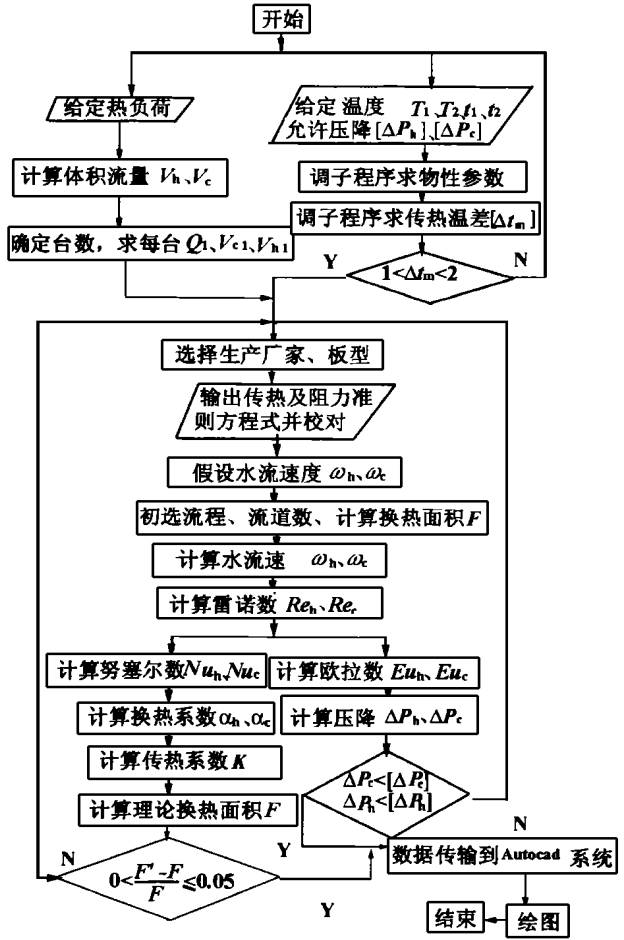 开始
给定热负荷
给定 温度 T1、T2,t1、t2
允许压降[ΔPh]、[ΔPc]
计算体积流量 Vh、Vc
调子程序求物性参数
确定台数，求每台Q1、Vc1、Vh1
调子程序求传热温差[Δtm]
Y
1<Δtm<2
N
选择生产厂家、板型
输出传热及阻力准
则方程式并校对
假设水流速度 ωh、ωc
初选流程、流道数、计算换热面积F
计算水流速 ωh、ωc
计算雷诺数 Reh、Rec
计算努塞尔数Nuh、Nuc
计算欧拉数 Euh、Euc
计算换热系数αh、αc
计算压降 ΔPh、ΔPc
计算传热系数K
ΔPc<[ΔPc]
ΔPh<[ΔPh]
计算理论换热面积F
N
N
Y
数据传输到Autocad 系统
0<F'-F/F≤0.05
Y
结束
绘图